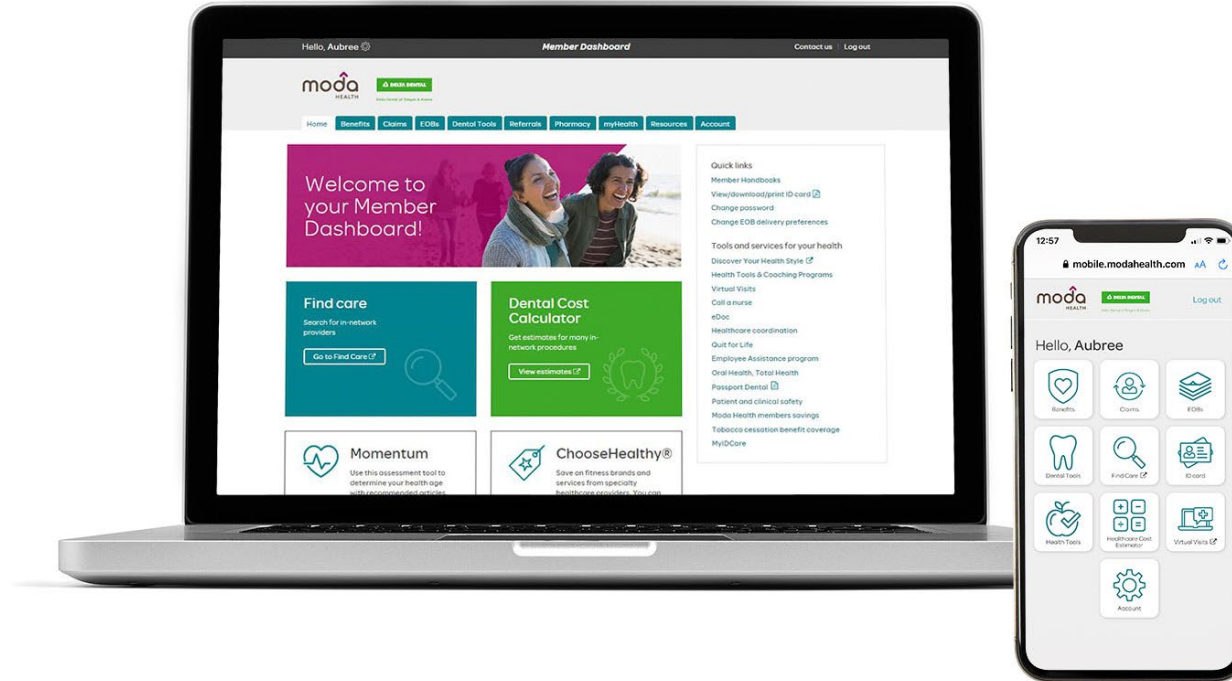 Hello, Aubree
Member Dashboard
Contact us
Log out
moda
HEALTH
DELTA DENTAL
Home
Benefits
Claims
EOBs
Dental Tools
Referrals
Pharmacy
myHealth
Resources
Account
Welcome to
your Member
Dashboard!
Find care
Search for in-network
providers
Go to Find Care
Dental Cost
Calculator
Get estimates for many in-
network procedures
View estimates
Momentum
Use this assessment tool to
determine your health age
with recommended articles
ChooseHealthy®
Save on fitness brands and
services from specialty
healthcare providers. You can
Quick links
Member Handbooks
View/download/print ID card
Change password
Change EOB delivery preferences
Tools and services for your health
Discover Your Health Style
Health Tools & Coaching Programs
Virtual Visits
Call a nurse
eDoc
Healthcare coordination
Quit for Life
Employee Assistance program
Oral Health, Total Health
Passport Dental
Patient and clinical safety
Moda Health members savings
Tobacco cessation benefit coverage
MyIDCare
12:57
mobile.modahealth.com
AA
moda
HEALTH
DELTA DENTAL
Log out
Hello, Aubree
Benefits
Claims
EOBs
Dental Tools
Find Care
ID card
Health Tools
Healthcare Cost
Estimator
Virtual Visits
Account